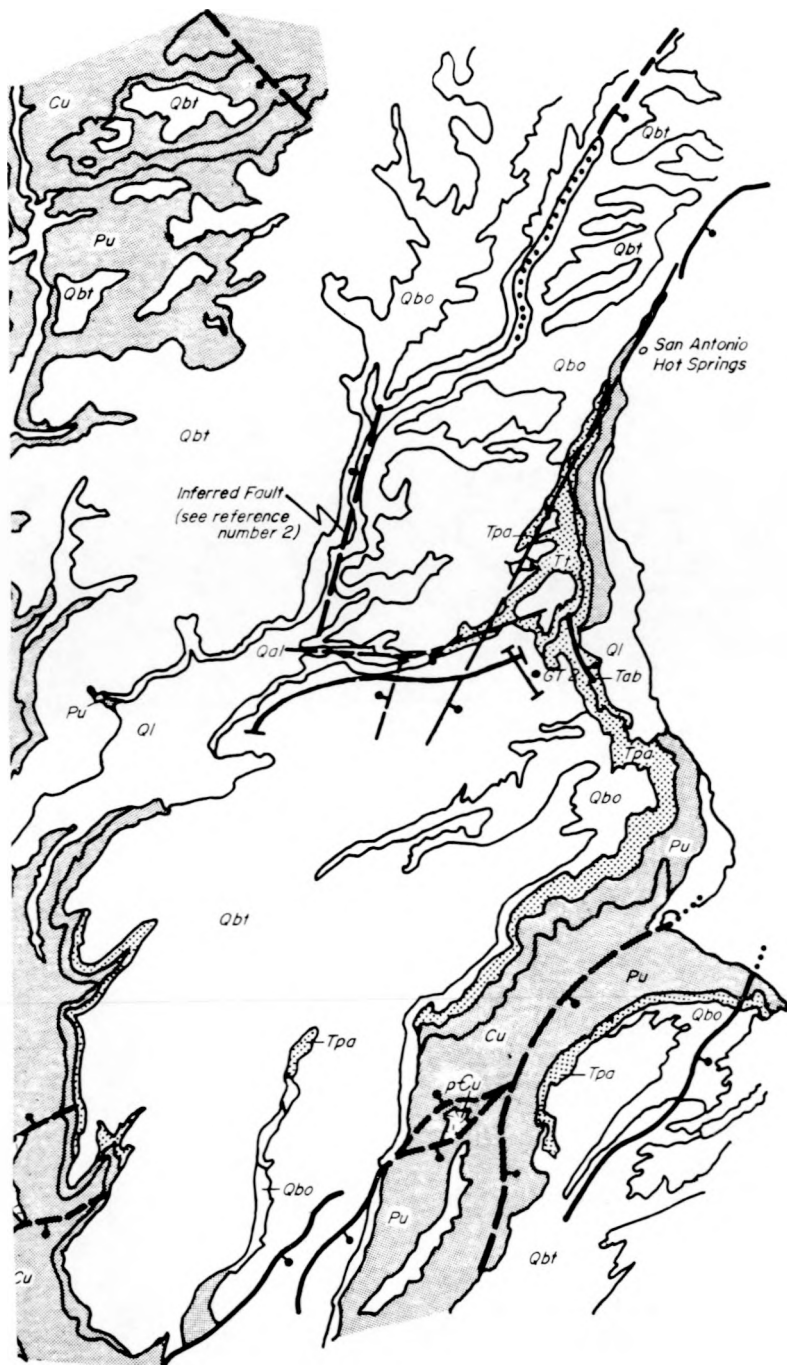 Cu
Qbt
Qbt
Pu
Qbt
Qbo
Qbt
San Antonio
Hot Springs
Qbo
Qbt
Inferred Fault
(see reference
number 2)
Tpa
Tt
Qal
Ql
GT 2
Tab
Pu
Ql
Tpa
Qbo
Pu
Qbt
Pu
Qbo
Cu
Tpa
Tpa
p-Cu
Qbo
Pu
Qbt
Cu